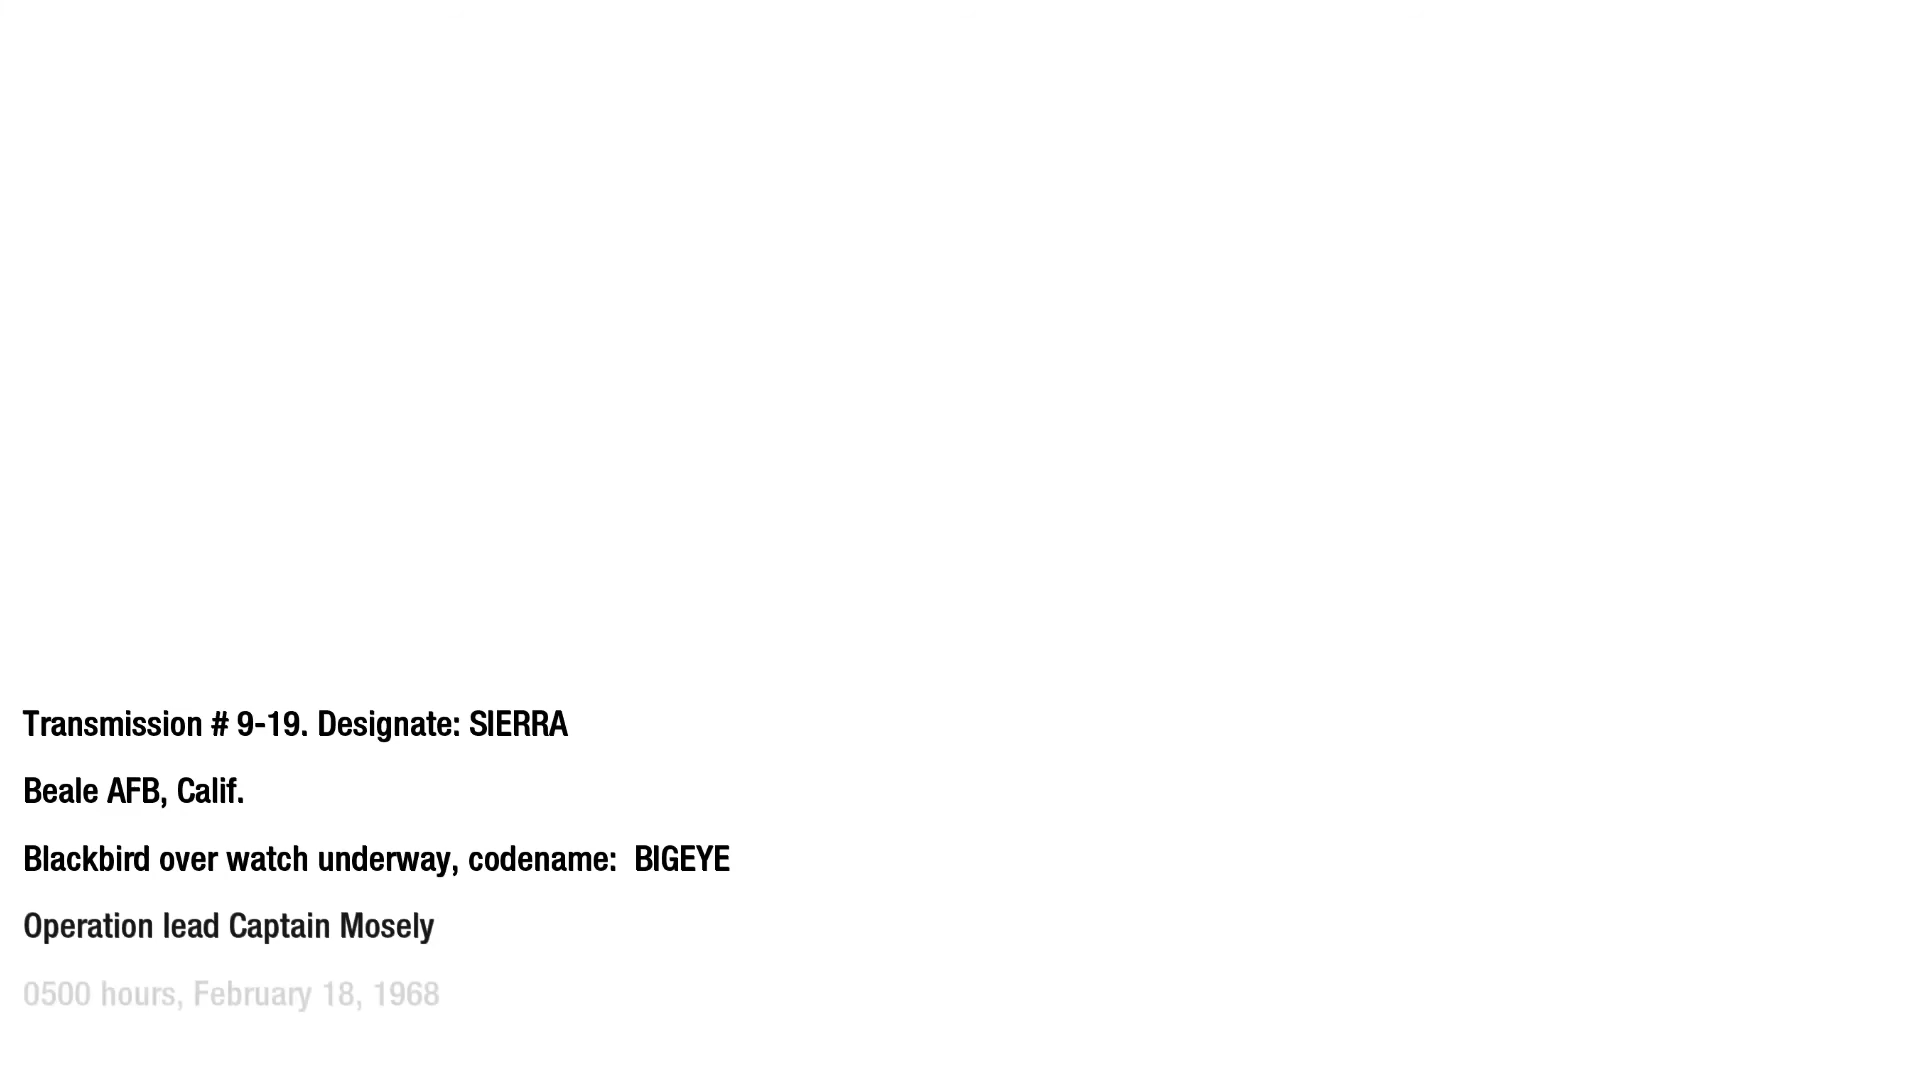 Transmission # 9-19. Designate: SIERRA
Beale AFB, Calif.
Blackbird over watch underway, codename:  BIGEYE
Operation lead Captain Mosely
0500 hours, February 18, 1968